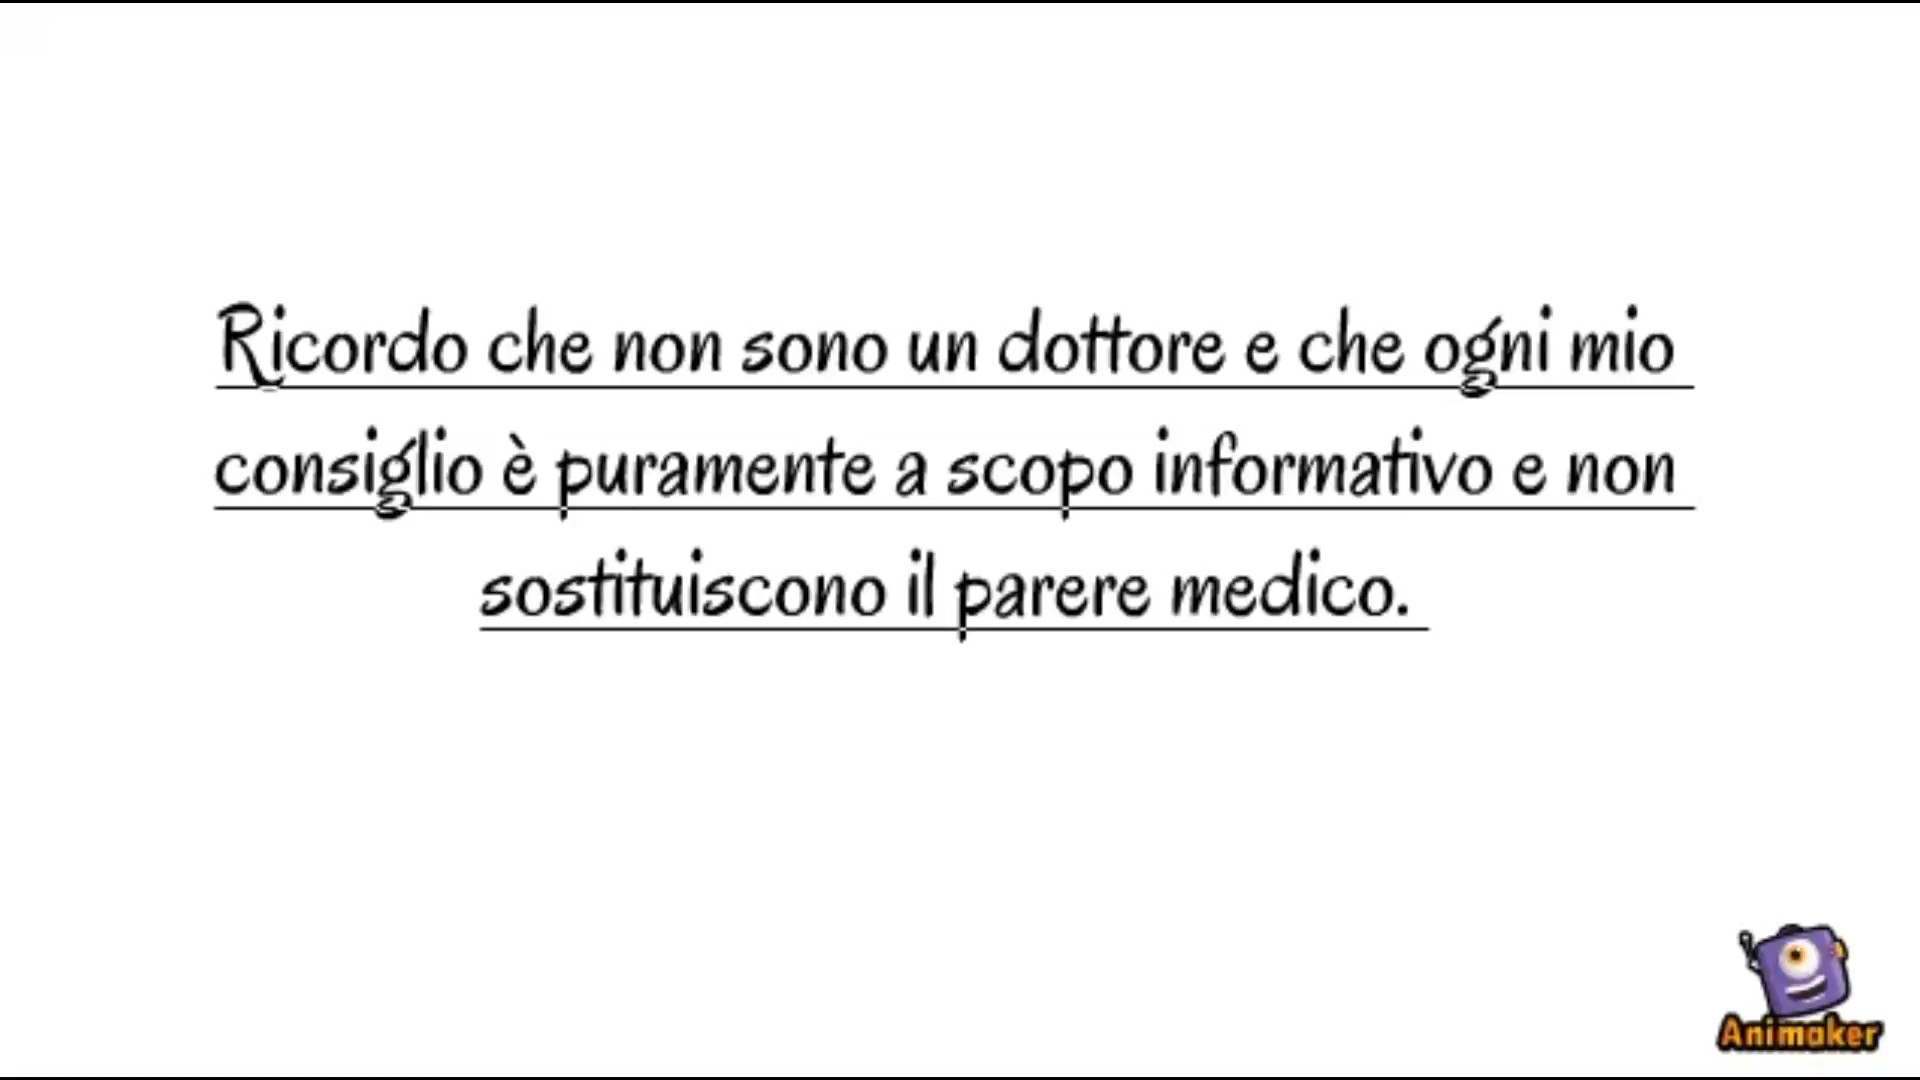 Ricordo che non sono un dottore e che ogni mio
consiglio è puramente a scopo informativo e non
sostituiscono il parere medico.
Animaker